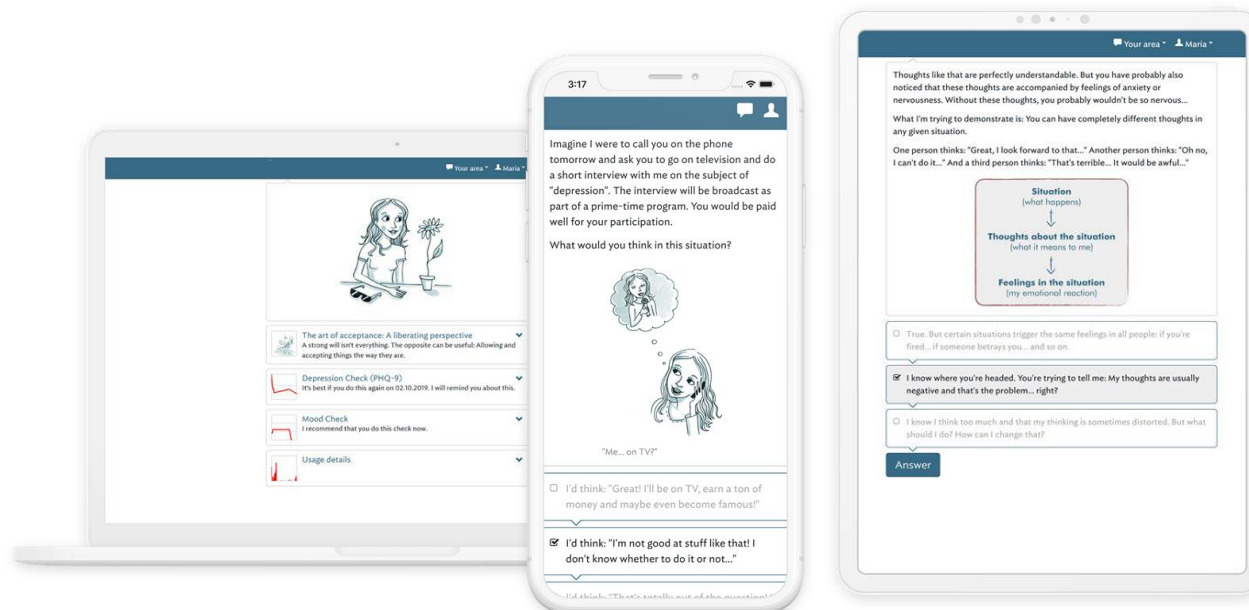 Your area
Maria
The art of acceptance: A liberating perspective
A strong will isn't everything. The opposite can be useful: Allowing and
accepting things the way they are.
Depression Check (PHQ-9)
It's best if you do this again on 02.10.2019. I will remind you about this.
Mood Check
I recommend that you do this check now.
Usage details
3:17
Imagine I were to call you on the phone
tomorrow and ask you to go on television and do
a short interview with me on the subject of
"depression". The interview will be broadcast as
part of a prime-time program. You would be paid
well for your participation.
What would you think in this situation?
"Me... on TV?"
I'd think: "Great! I'll be on TV, earn a ton of
money and maybe even become famous!"
I'd think: "I'm not good at stuff like that! I
don't know whether to do it or not..."
I'd think: "That's totally out of the question!
Your area
Maria
Thoughts like that are perfectly understandable. But you have probably also
noticed that these thoughts are accompanied by feelings of anxiety or
nervousness. Without these thoughts, you probably wouldn't be so nervous...
What I'm trying to demonstrate is: You can have completely different thoughts in
any given situation.
One person thinks: "Great, I look forward to that..." Another person thinks: "Oh no,
I can't do it..." And a third person thinks: "That's terrible... It would be awful..."
Situation
(what happens)
Thoughts about the situation
(what it means to me)
Feelings in the situation
(my emotional reaction)
True. But certain situations trigger the same feelings in all people: if you're
fired... if someone betrays you... and so on.
I know where you're headed. You're trying to tell me: My thoughts are usually
negative and that's the problem... right?
I know I think too much and that my thinking is sometimes distorted. But what
should I do? How can I change that?
Answer